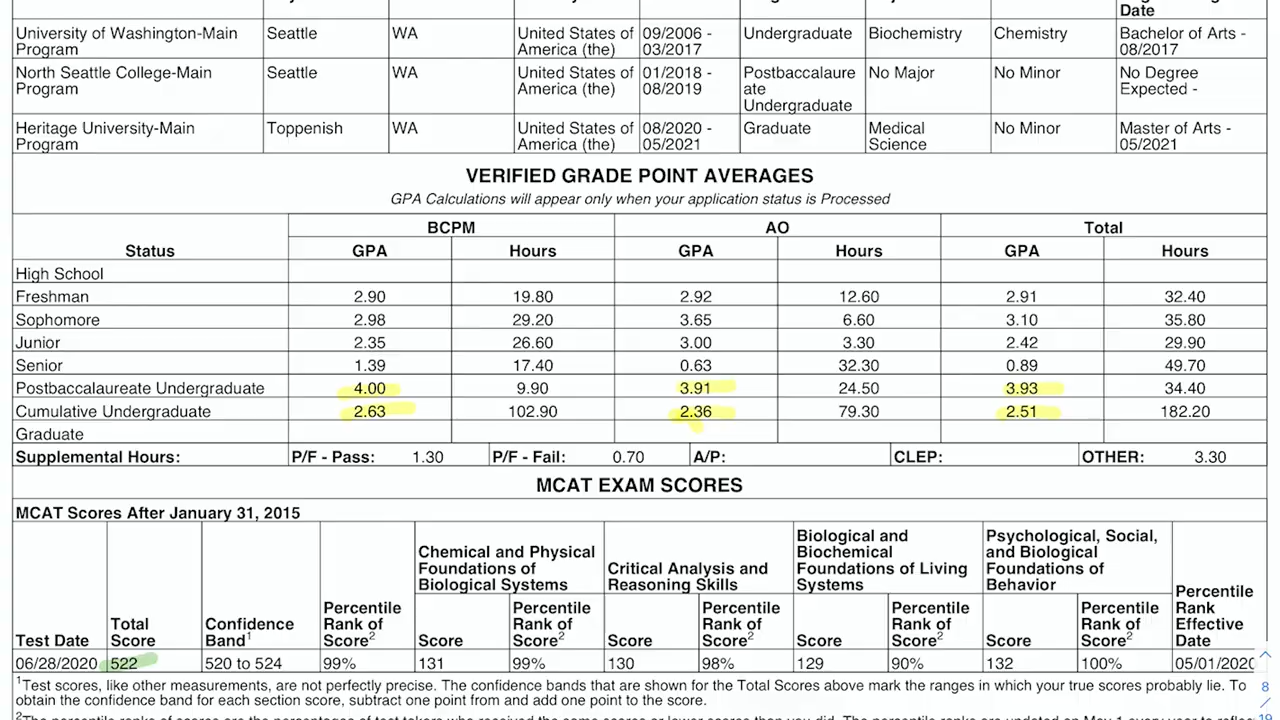 Date
University of Washington-Main Program Seattle WA United States of America (the) 09/2006 - 03/2017 Undergraduate Biochemistry Chemistry Bachelor of Arts - 08/2017
North Seattle College-Main Program Seattle WA United States of America (the) 01/2018 - 08/2019 Postbaccalaureate Undergraduate No Major No Minor No Degree Expected -
Heritage University-Main Program Toppenish WA United States of America (the) 08/2020 - 05/2021 Graduate Medical Science No Minor Master of Arts - 05/2021
VERIFIED GRADE POINT AVERAGES
GPA Calculations will appear only when your application status is Processed
BCPM AO Total
Status GPA Hours GPA Hours GPA Hours
High School
Freshman 2.90 19.80 2.92 12.60 2.91 32.40
Sophomore 2.98 29.20 3.65 6.60 3.10 35.80
Junior 2.35 26.60 3.00 3.30 2.42 29.90
Senior 1.39 17.40 0.63 32.30 0.89 49.70
Postbaccalaureate Undergraduate 4.00 9.90 3.91 24.50 3.93 34.40
Cumulative Undergraduate 2.63 102.90 2.36 79.30 2.51 182.20
Graduate
Supplemental Hours: P/F - Pass: 1.30 P/F - Fail: 0.70 A/P: CLEP: OTHER: 3.30
MCAT EXAM SCORES
MCAT Scores After January 31, 2015
Chemical and Physical Foundations of Biological Systems Critical Analysis and Reasoning Skills Biological and Biochemical Foundations of Living Systems Psychological, Social, and Biological Foundations of Behavior
Test Date Total Score Confidence Band1 Percentile Rank of Score2 Score Percentile Rank of Score2 Score Percentile Rank of Score2 Score Percentile Rank of Score2 Score Percentile Rank of Score2 Percentile Rank Effective Date
06/28/2020 522 520 to 524 99% 131 99% 130 98% 129 90% 132 100% 05/01/2020
1Test scores, like other measurements, are not perfectly precise. The confidence bands that are shown for the Total Scores above mark the ranges in which your true scores probably lie. To
obtain the confidence band for each section score, subtract one point from and add one point to the score.
8